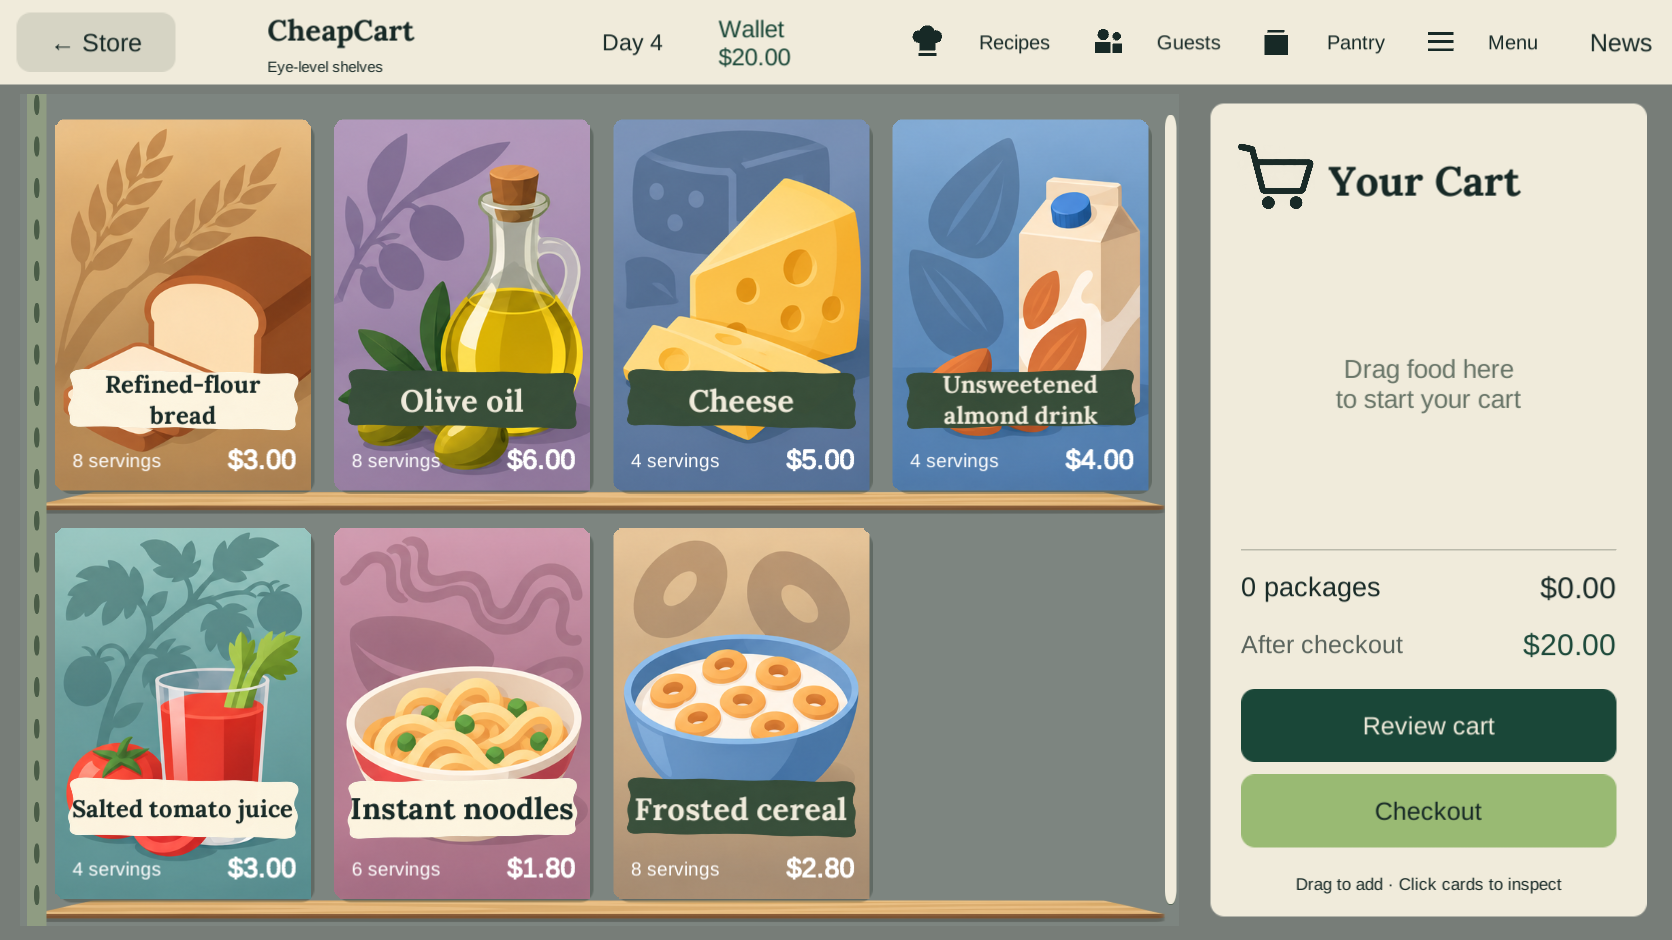 ← Store
CheapCart
Eye-level shelves
Day 4
Wallet
$20.00
Recipes
Guests
Pantry
Menu
News
Refined-flour
bread
8 servings
$3.00
Olive oil
8 servings
$6.00
Cheese
4 servings
$5.00
Unsweetened
almond drink
4 servings
$4.00
Salted tomato juice
4 servings
$3.00
Instant noodles
6 servings
$1.80
Frosted cereal
8 servings
$2.80
Your Cart
Drag food here
to start your cart
0 packages
$0.00
After checkout
$20.00
Review cart
Checkout
Drag to add · Click cards to inspect